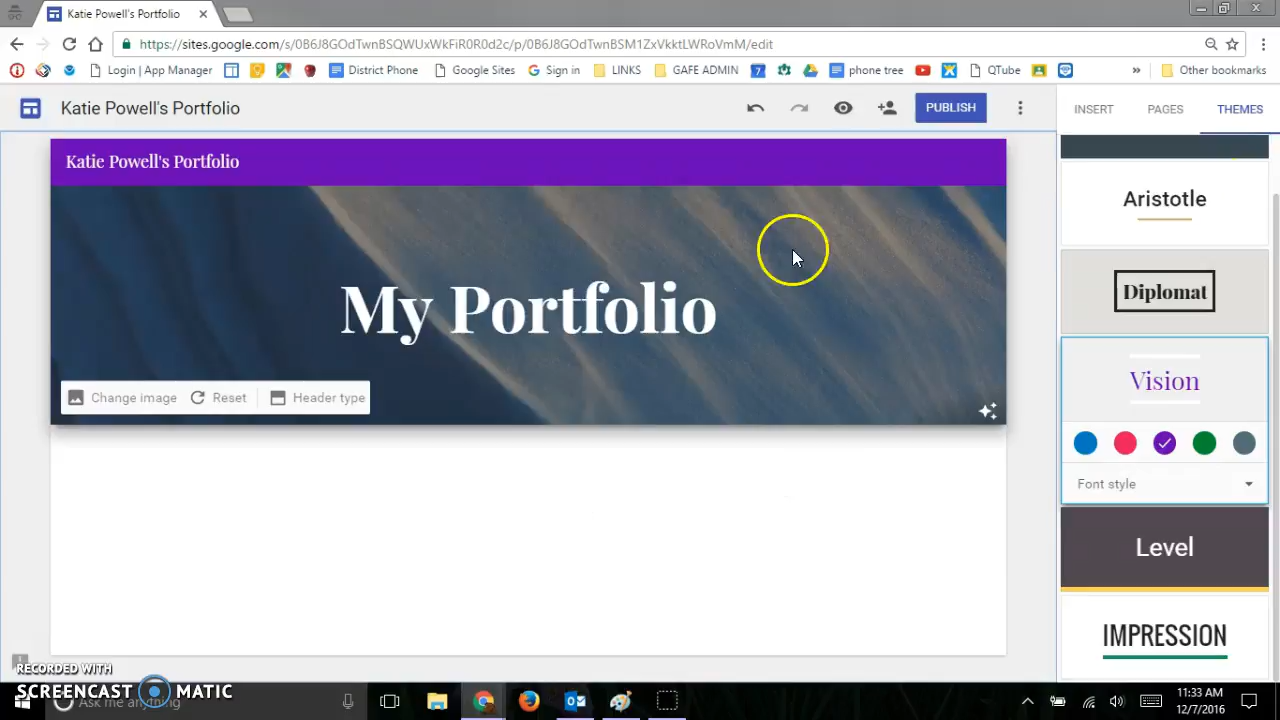 Katie Powell's Portfolio
https://sites.google.com/s/0B6J8GOdTwnBSQWUxWkFiR0R0d2c/p/0B6J8GOdTwnBSM1ZxVkktLWRoVmM/edit
Login | App Manager
District Phone
Google Sites
Sign in
LINKS
GAFE ADMIN
7
phone tree
QTube
»
Other bookmarks
Katie Powell's Portfolio
PUBLISH
INSERT
PAGES
THEMES
Katie Powell's Portfolio
Aristotle
My Portfolio
Diplomat
Vision
Change image
Reset
Header type
Font style
Level
IMPRESSION
RECORDED WITH
SCREENCAST MATIC
Ask me anything
11:33 AM
12/7/2016